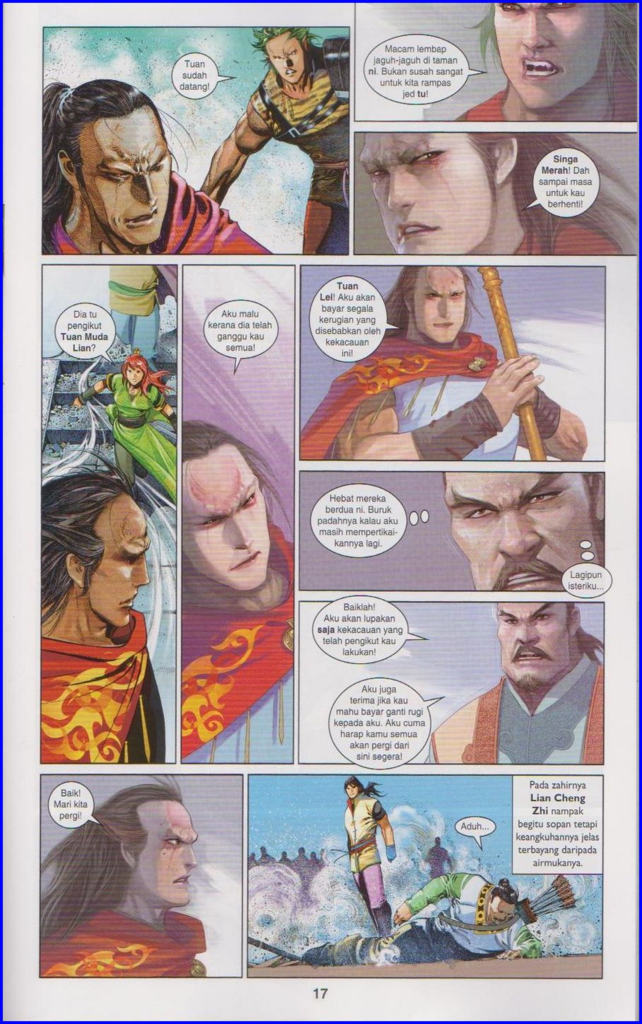 Tuan
sudah
datang!
Macam lembap
jaguh-jaguh di taman
ni. Bukan susah sangat
untuk kita rampas
jed tu!
Singa
Merah! Dah
sampai masa
untuk kau
berhenti!
Dia tu
pengikut
Tuan Muda
Lian?
Aku malu
kerana dia telah
ganggu kau
semua!
Tuan
Lei! Aku akan
bayar segala
kerugian yang
disebabkan oleh
kekacauan
ini!
Hebat mereka
berdua ni. Buruk
padahnya kalau aku
masih mempertikai-
kannya lagi.
Lagipun
isteriku...
Baiklah!
Aku akan lupakan
saja kekacauan yang
telah pengikut kau
lakukan!
Aku juga
terima jika kau
mahu bayar ganti rugi
kepada aku. Aku cuma
harap kamu semua
akan pergi dari
sini segera!
Baik!
Mari kita
pergi!
Aduh...
Pada zahirnya
Lian Cheng
Zhi nampak
begitu sopan tetapi
keangkuhannya jelas
terbayang daripada
airmukanya.
17